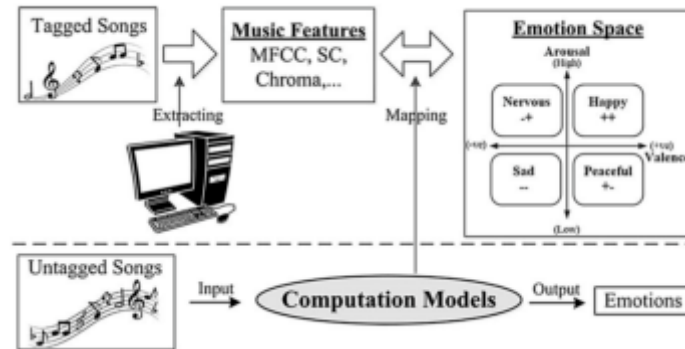 Tagged Songs
Music Features
MFCC, SC,
Chroma,...
Emotion Space
Arousal
(High)
Nervous
-+
Happy
++
(+ve)
Valence
Sad
--
Peaceful
+-
(Low)
Extracting
Mapping
Untagged Songs
Input
Computation Models
Output
Emotions